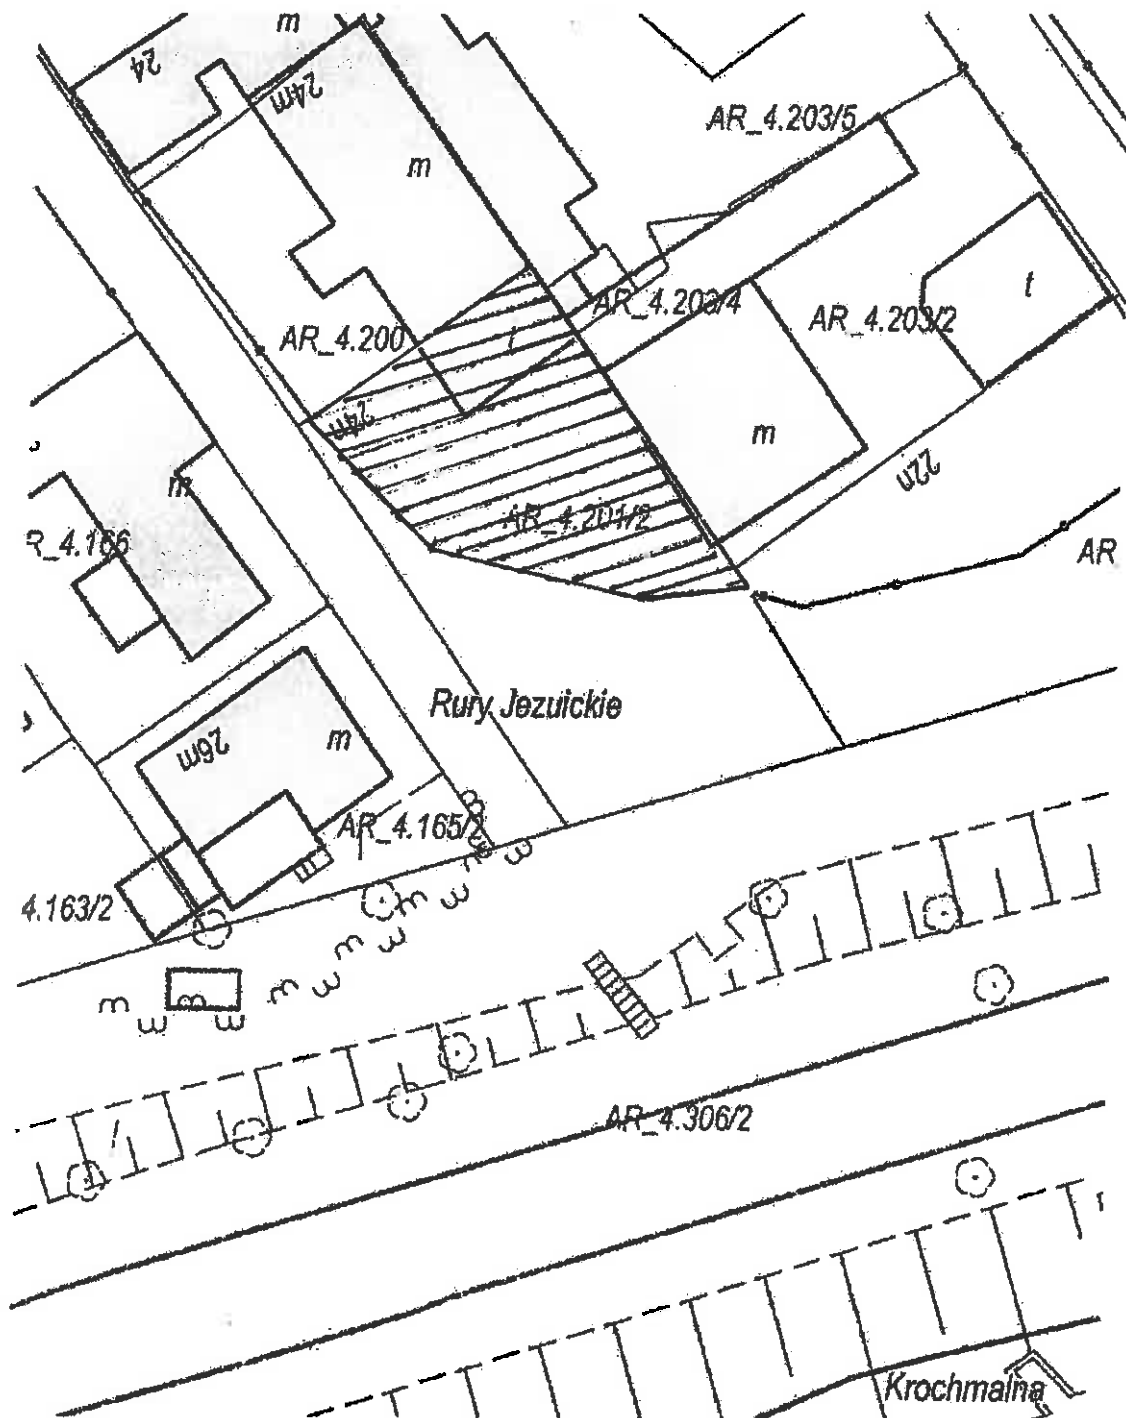 m
24
24m
AR_4.203/5
m
AR_4.203/4
t
AR_4.203/2
AR_4.200
m
22n
m
AR_4.201/2
R_4.166
AR
Rury Jezuickie
26m
m
AR_4.165/2
4.163/2
AR_4.306/2
Krochmalna